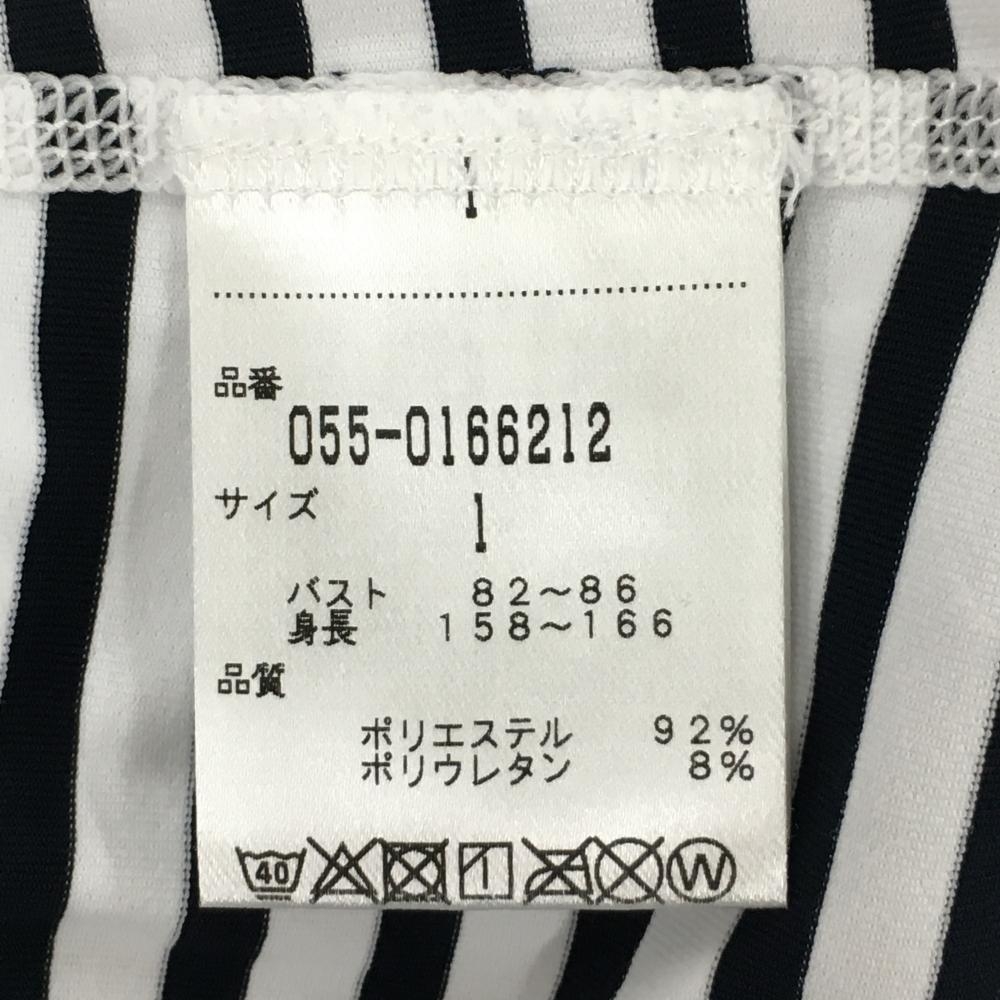 1
品番
055-0166212
サイズ
1
バスト 82～86
身長 158～166
品質
ポリエステル 92%
ポリウレタン 8%
40 W